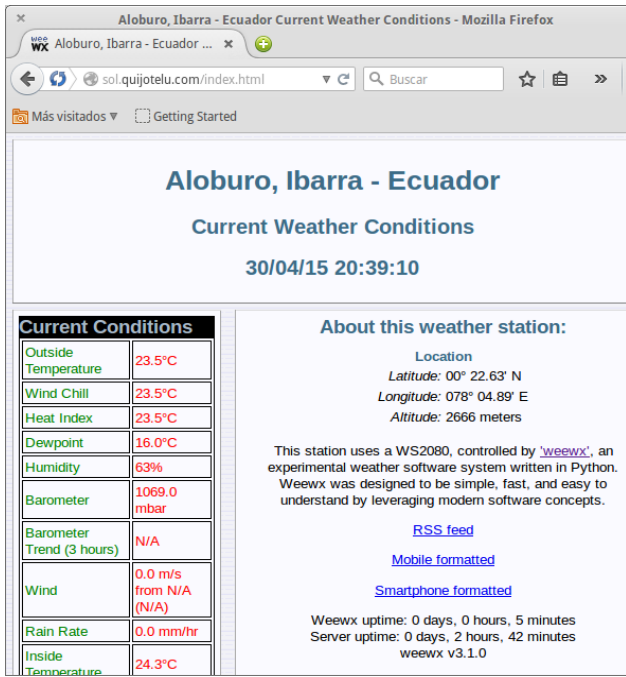 Aloburo, Ibarra - Ecuador Current Weather Conditions - Mozilla Firefox
wee
wx Aloburo, Ibarra - Ecuador ...
sol.quijotelu.com/index.html
Buscar
Más visitados
Getting Started
Aloburo, Ibarra - Ecuador
Current Weather Conditions
30/04/15 20:39:10
Current Conditions
Outside
Temperature
23.5°C
Wind Chill
23.5°C
Heat Index
23.5°C
Dewpoint
16.0°C
Humidity
63%
Barometer
1069.0
mbar
Barometer
Trend (3 hours)
N/A
Wind
0.0 m/s
from N/A
(N/A)
Rain Rate
0.0 mm/hr
Inside
Temperature
24.3°C
About this weather station:
Location
Latitude: 00° 22.63' N
Longitude: 078° 04.89' E
Altitude: 2666 meters
This station uses a WS2080, controlled by 'weewx', an
experimental weather software system written in Python.
Weewx was designed to be simple, fast, and easy to
understand by leveraging modern software concepts.
RSS feed
Mobile formatted
Smartphone formatted
Weewx uptime: 0 days, 0 hours, 5 minutes
Server uptime: 0 days, 2 hours, 42 minutes
weewx v3.1.0